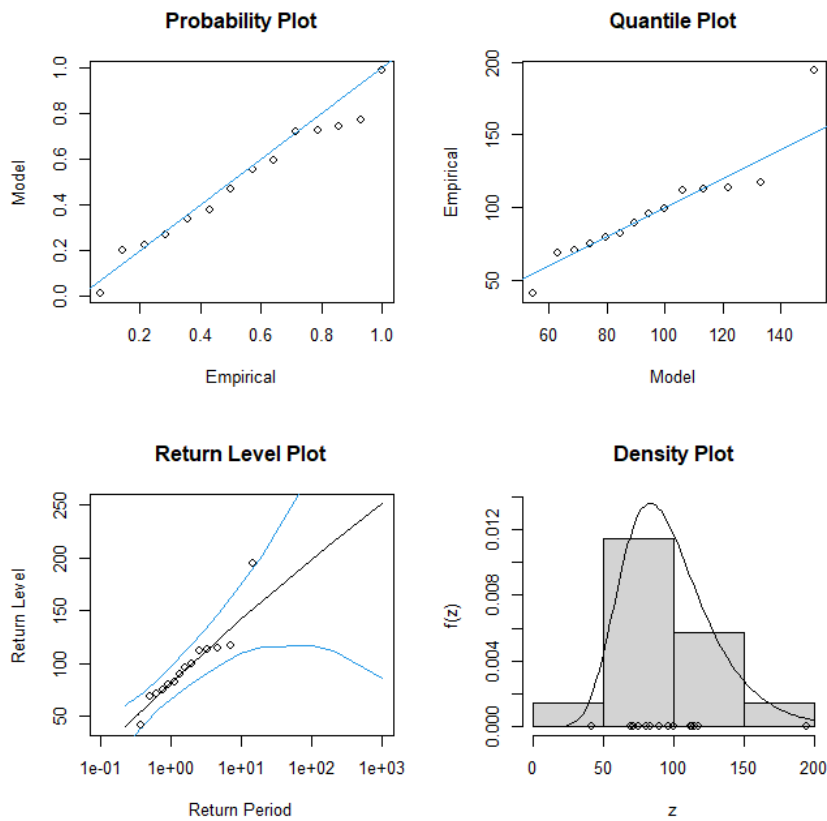 Probability Plot
Model
0.0 0.2 0.4 0.6 0.8 1.0
0.2 0.4 0.6 0.8 1.0
Empirical
Quantile Plot
Empirical
50 100 150 200
60 80 100 120 140
Model
Return Level Plot
Return Level
50 100 150 200 250
1e-01 1e+00 1e+01 1e+02 1e+03
Return Period
Density Plot
f(z)
0.000 0.004 0.008 0.012
0 50 100 150 200
z